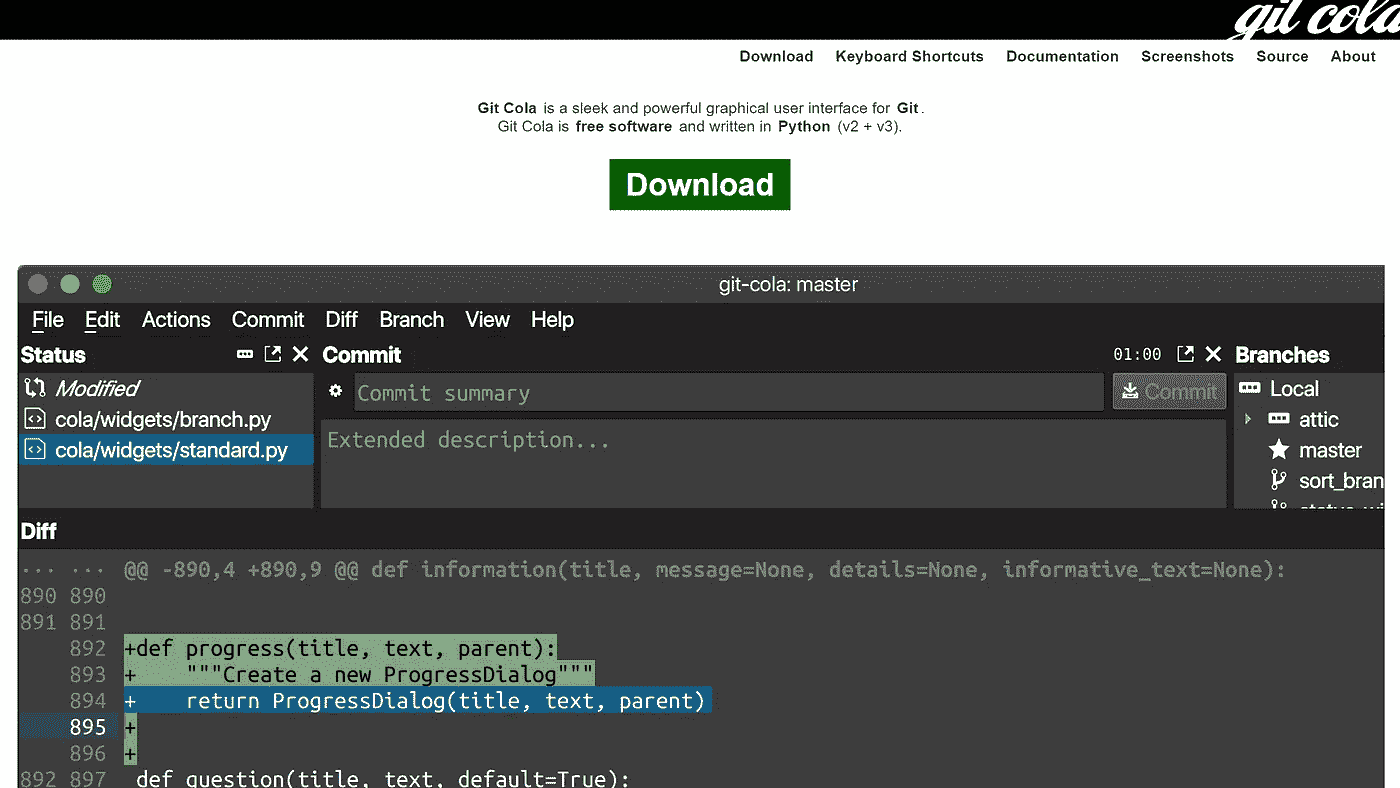 git cola
Download Keyboard Shortcuts Documentation Screenshots Source About
Git Cola is a sleek and powerful graphical user interface for Git.
Git Cola is free software and written in Python (v2 + v3).
Download
git-cola: master
File Edit Actions Commit Diff Branch View Help
Status Commit 01:00 Branches
Modified Commit summary Commit Local
cola/widgets/branch.py Extended description... attic
cola/widgets/standard.py master
sort_bran
Diff
... ... @@ -890,4 +890,9 @@ def information(title, message=None, details=None, informative_text=None):
890 890
891 891
892 +def progress(title, text, parent):
893 + """Create a new ProgressDialog"""
894 + return ProgressDialog(title, text, parent)
895 +
896 +
892 897 def question(title, text, default=True):